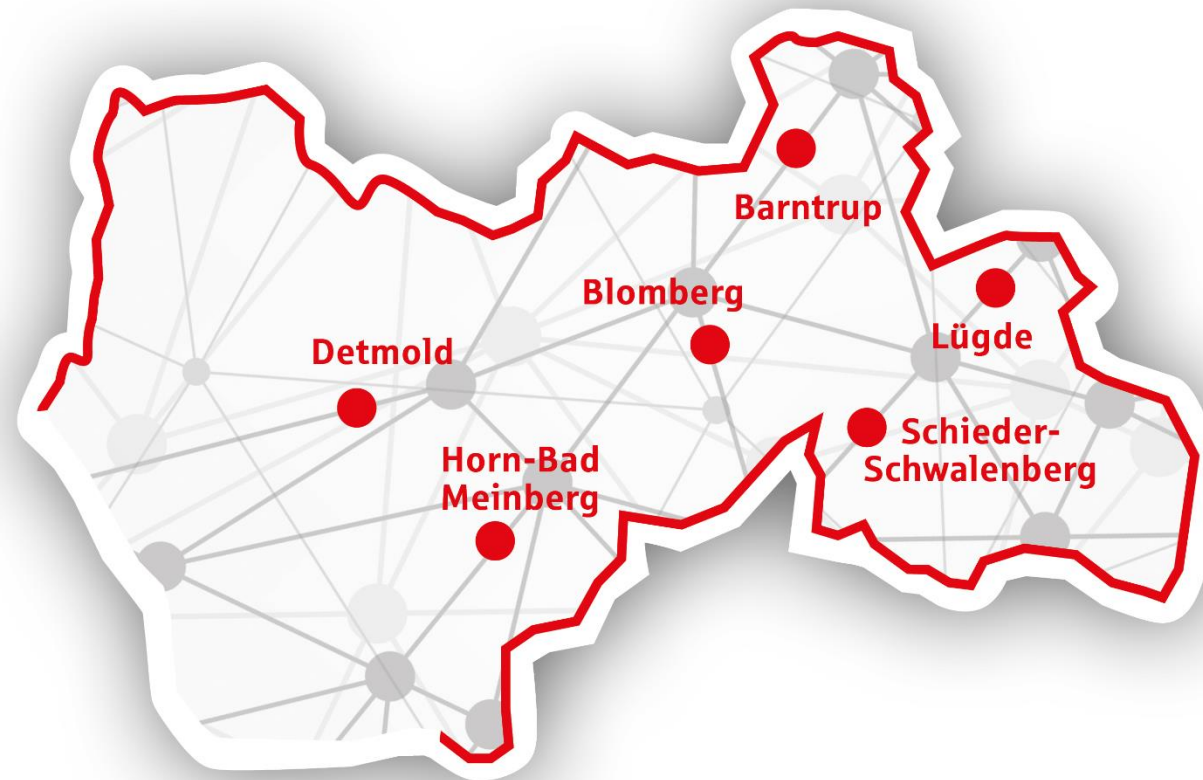 Barntrup
Blomberg
Lügde
Detmold
Schieder-
Schwalenberg
Horn-Bad
Meinberg